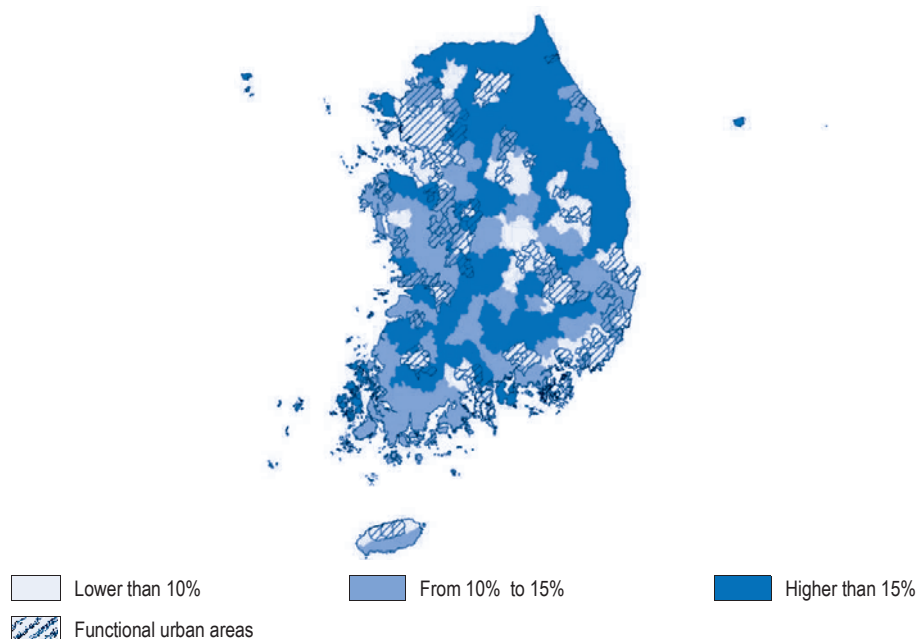 Lower than 10%
From 10% to 15%
Higher than 15%
Functional urban areas